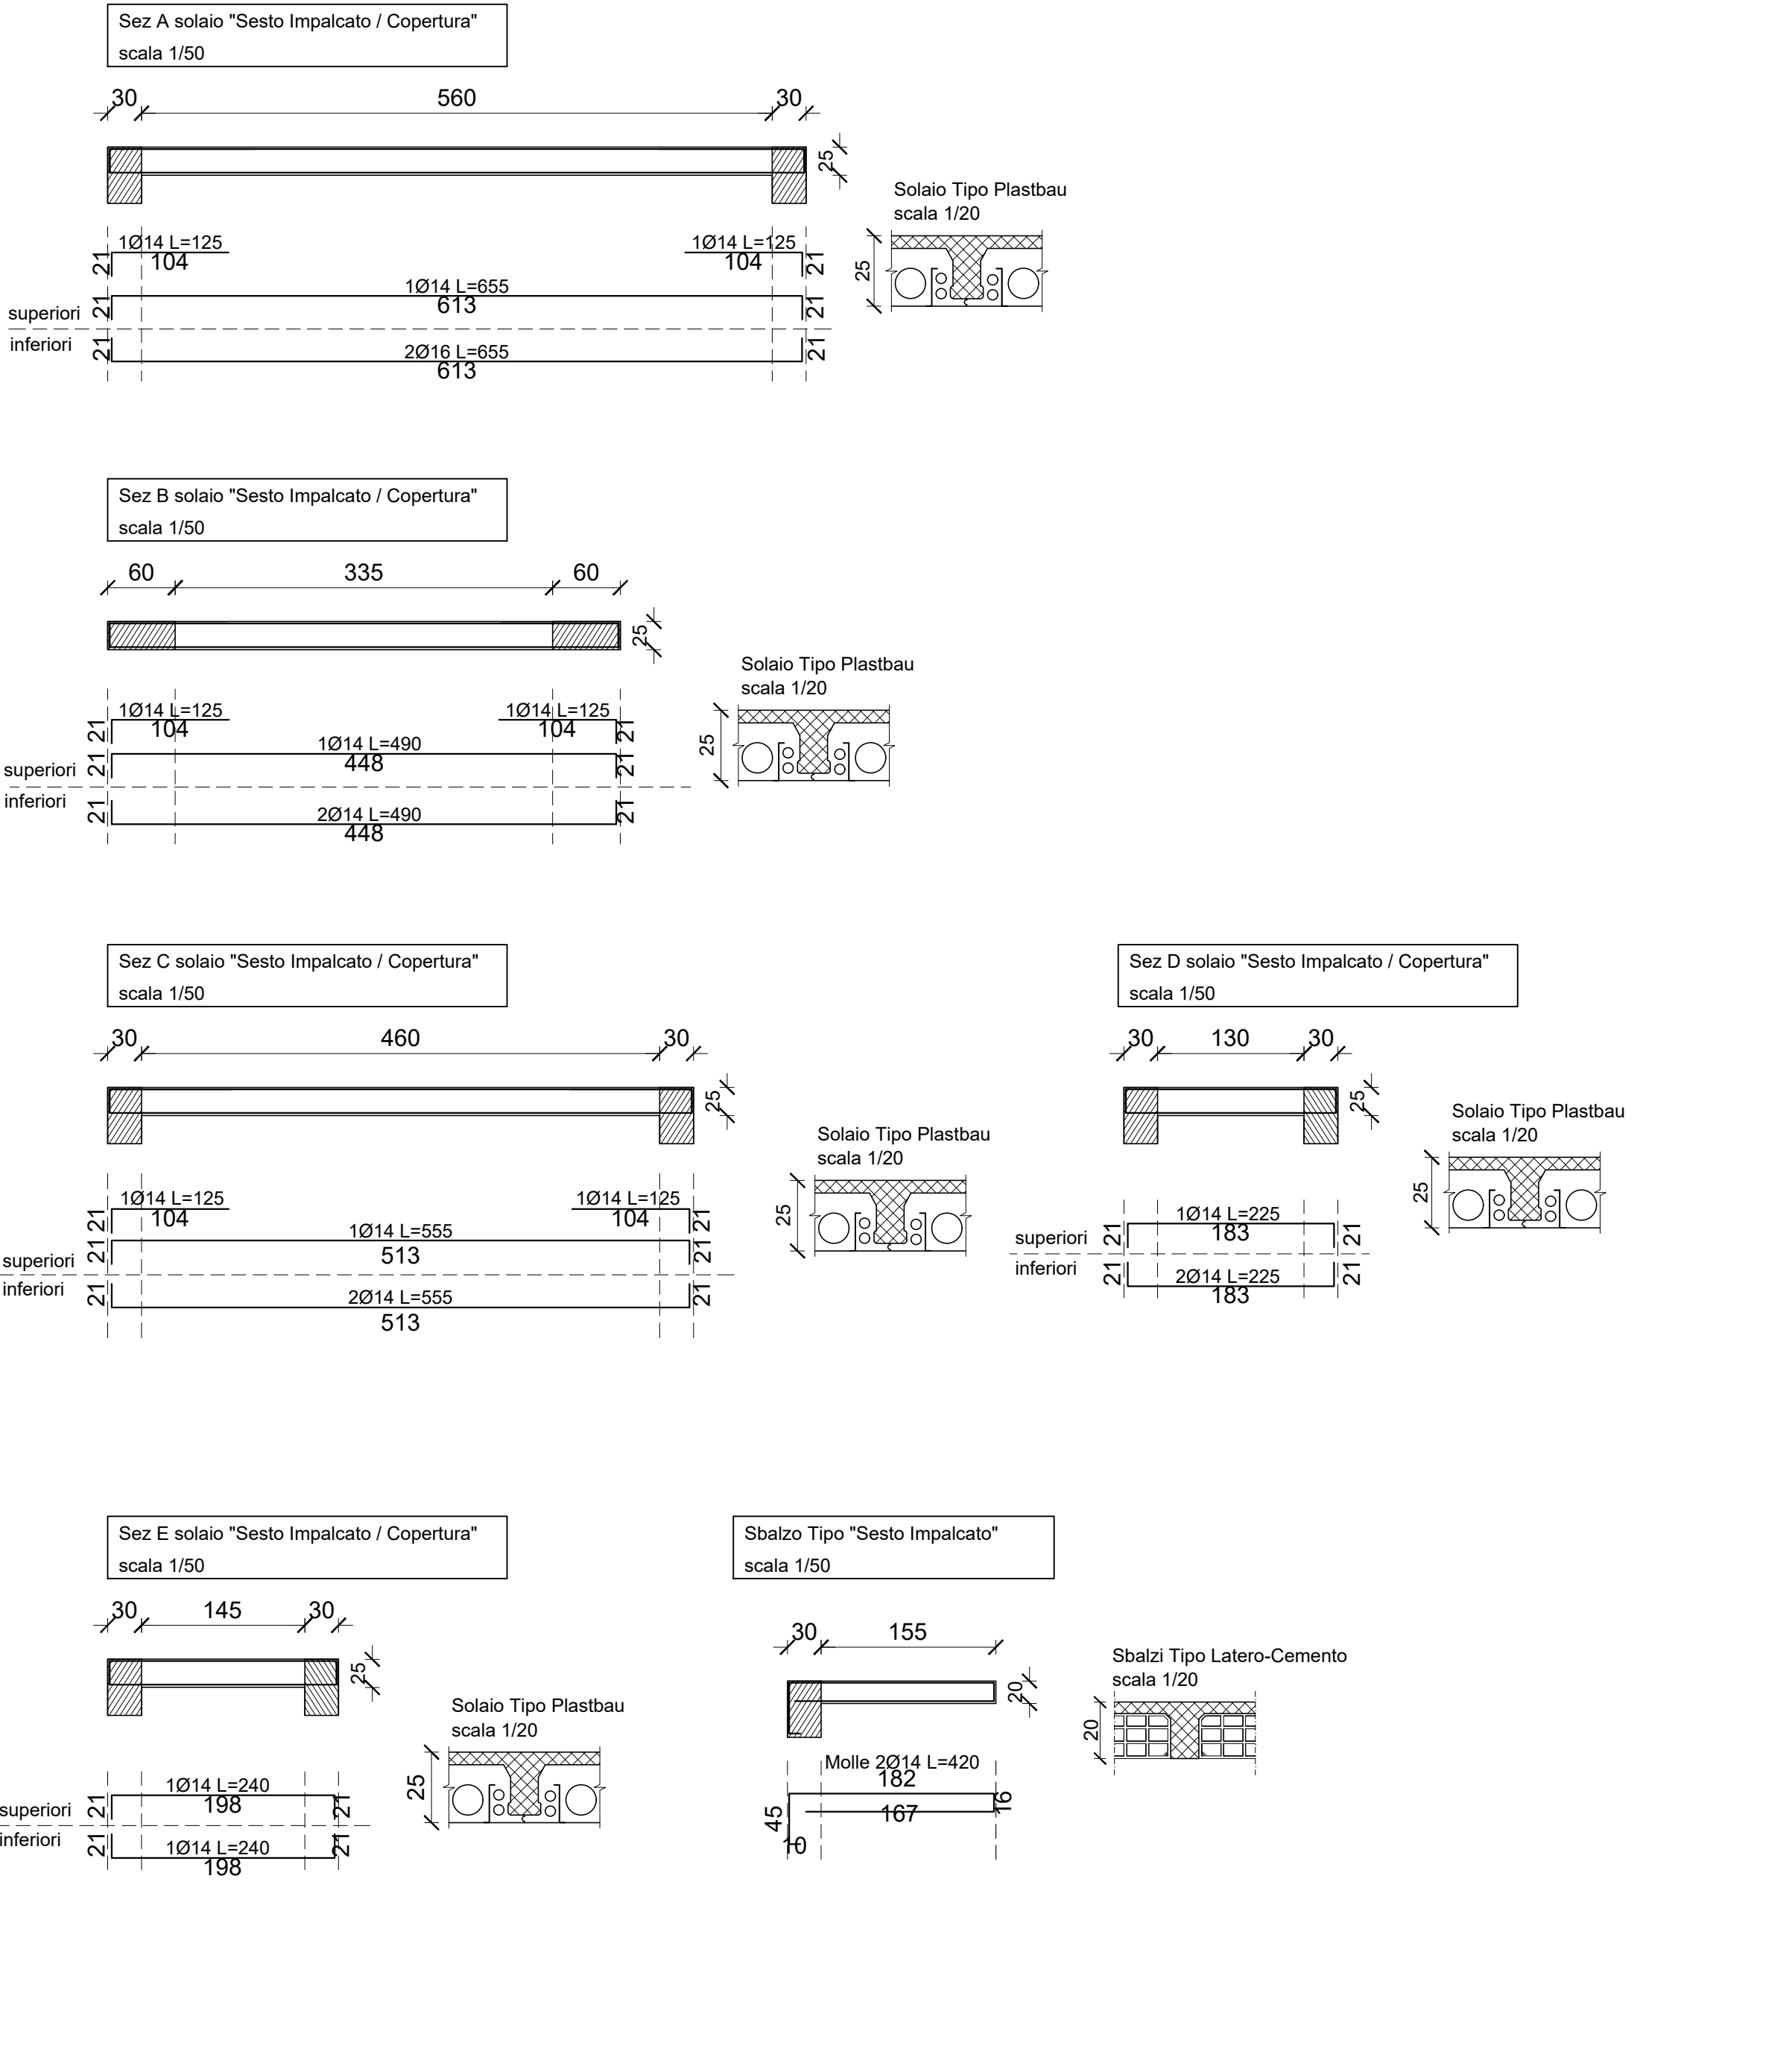 Sez A solaio "Sesto Impalcato / Copertura"
scala 1/50
30 560 30
25
Solaio Tipo Plastbau
scala 1/20
25
1Ø14 L=125 1Ø14 L=125
21 104 104 21
1Ø14 L=655
21 613 21
superiori
inferiori
2Ø16 L=655
21 613 21
Sez B solaio "Sesto Impalcato / Copertura"
scala 1/50
60 335 60
25
Solaio Tipo Plastbau
scala 1/20
25
1Ø14 L=125 1Ø14 L=125
21 104 104 21
1Ø14 L=490
21 448 21
superiori
inferiori
2Ø14 L=490
21 448 21
Sez C solaio "Sesto Impalcato / Copertura"
scala 1/50
30 460 30
25
Solaio Tipo Plastbau
scala 1/20
25
1Ø14 L=125 1Ø14 L=125
21 104 104 21
1Ø14 L=555
21 513 21
superiori
inferiori
2Ø14 L=555
21 513 21
Sez D solaio "Sesto Impalcato / Copertura"
scala 1/50
30 130 30
25
Solaio Tipo Plastbau
scala 1/20
25
1Ø14 L=225
21 183 21
superiori
inferiori
2Ø14 L=225
21 183 21
Sez E solaio "Sesto Impalcato / Copertura"
scala 1/50
30 145 30
25
Solaio Tipo Plastbau
scala 1/20
25
1Ø14 L=240
21 198 21
superiori
inferiori
1Ø14 L=240
21 198 21
Sbalzo Tipo "Sesto Impalcato"
scala 1/50
30 155
20
Sbalzi Tipo Latero-Cemento
scala 1/20
20
Molle 2Ø14 L=420
182
45 167 16
10